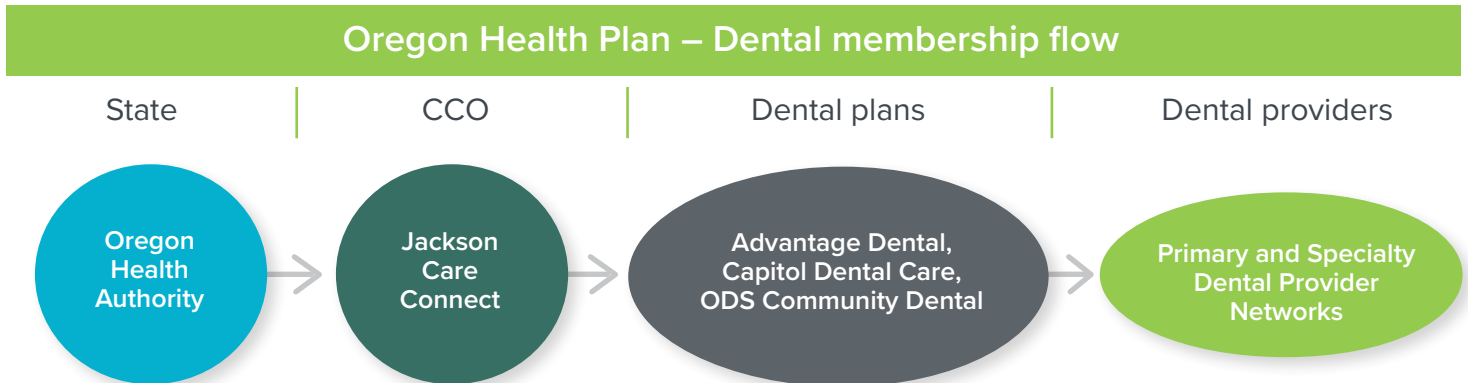 Oregon Health Plan – Dental membership flow
State
CCO
Dental plans
Dental providers
Oregon
Health
Authority
Jackson
Care
Connect
Advantage Dental,
Capitol Dental Care,
ODS Community Dental
Primary and Specialty
Dental Provider
Networks